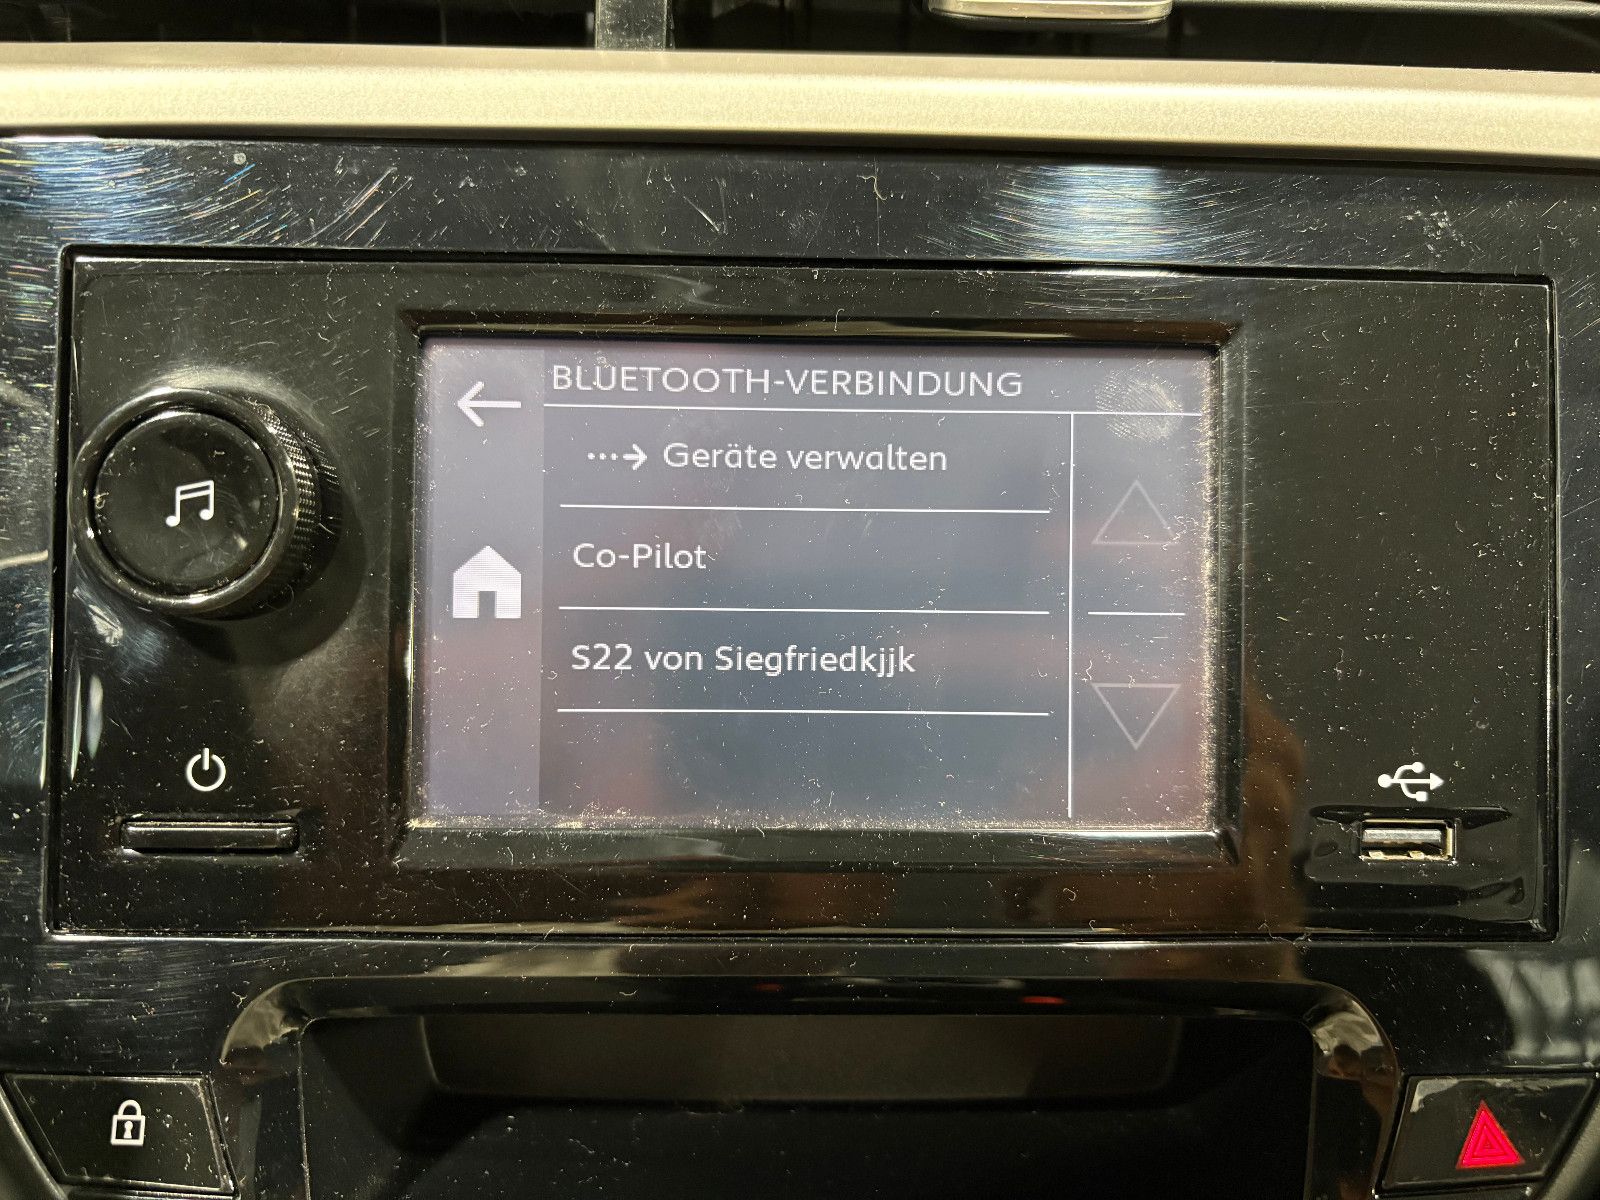 BLUETOOTH-VERBINDUNG
Geräte verwalten
Co-Pilot
S22 von Siegfriedkjjk